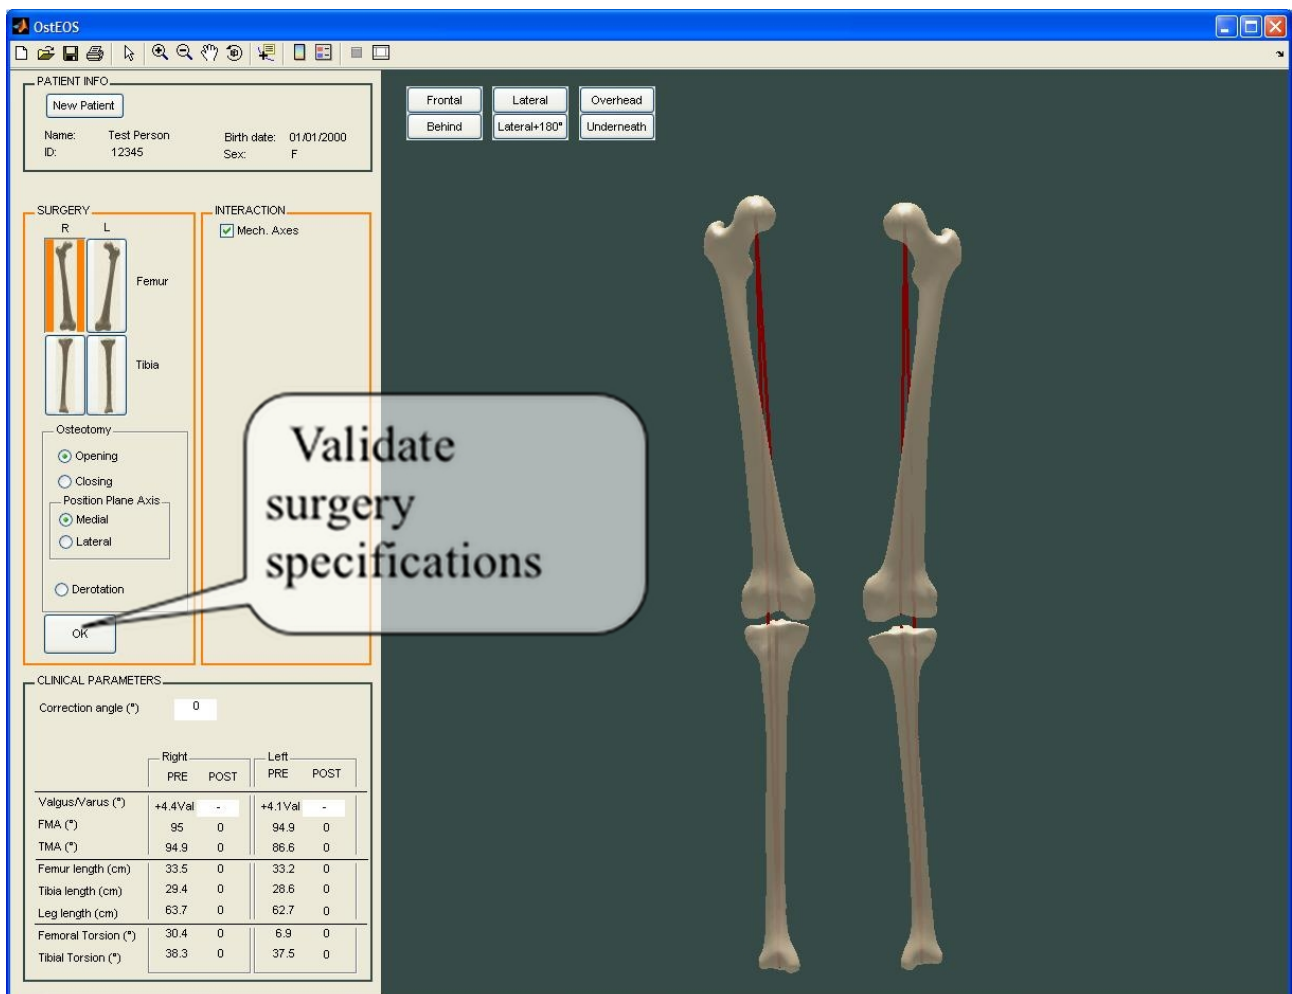 OstEOS
PATIENT INFO
New Patient
Name: Test Person Birth date: 01/01/2000
ID: 12345 Sex: F
Frontal Lateral Overhead
Behind Lateral+180° Underneath
SURGERY
R L
Femur
Tibia
Osteotomy
Opening
Closing
Position Plane Axis
Medial
Lateral
Derotation
OK
INTERACTION
Mech. Axes
Validate
surgery
specifications
CLINICAL PARAMETERS
Correction angle (°) 0
Right Left
PRE POST PRE POST
Valgus/Varus (°) +4.4Val - +4.1Val -
FMA (°) 95 0 94.9 0
TMA (°) 94.9 0 86.6 0
Femur length (cm) 33.5 0 33.2 0
Tibia length (cm) 29.4 0 28.6 0
Leg length (cm) 63.7 0 62.7 0
Femoral Torsion (°) 30.4 0 6.9 0
Tibial Torsion (°) 38.3 0 37.5 0